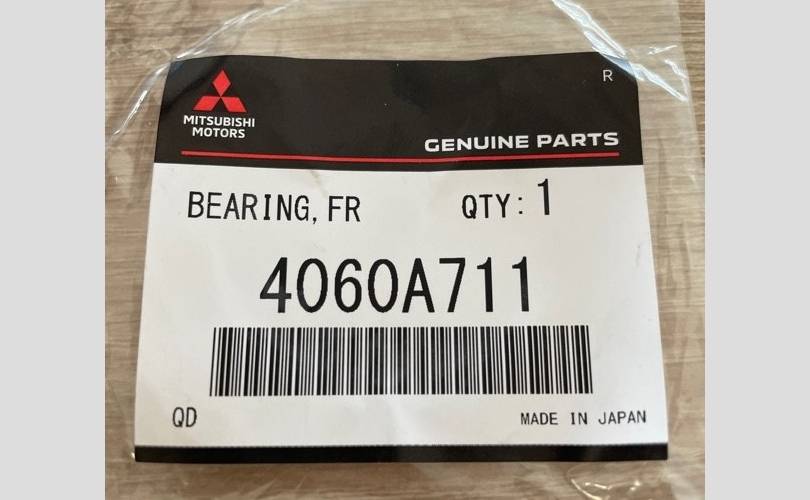 R
MITSUBISHI
MOTORS
GENUINE PARTS
BEARING, FR QTY: 1
4060A711
QD MADE IN JAPAN